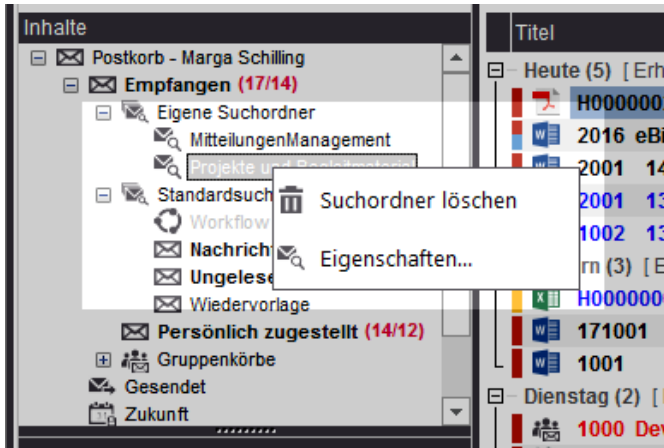 Inhalte
Postkorb - Marga Schilling
Empfangen (17/14)
Eigene Suchordner
MitteilungenManagement
Projekte und Begleitmaterial
Standardsuch
Workflow
Nachricht
Ungelese
Wiedervorlage
Persönlich zugestellt (14/12)
Gruppenkörbe
Gesendet
Zukunft
Suchordner löschen
Eigenschaften...
Titel
Heute (5) [Erh
H000000
2016 eBi
2001 14
2001 13
1002 13
rn (3) [E
H000000
171001
1001
Dienstag (2) [
1000 Dev